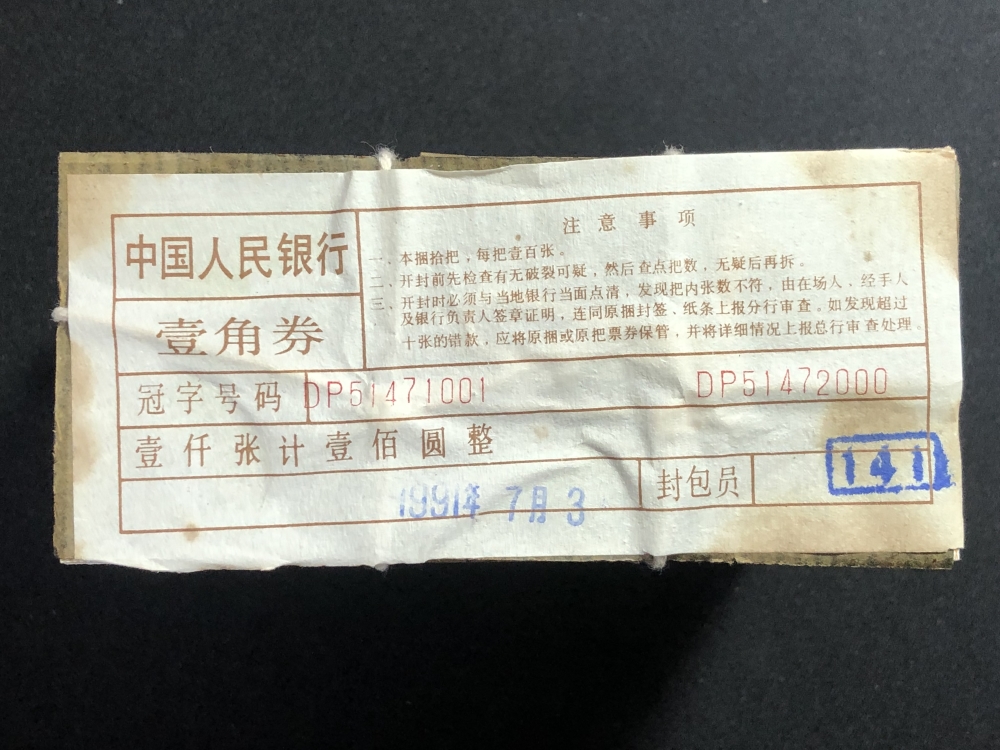 中国人民银行
壹角券
注意事项
一、本捆拾把，每把壹百张。
二、开封前先检查有无破裂可疑，然后查点把数，无疑后再拆。
三、开封时必须与当地银行当面点清，发现把内张数不符，由在场人、经手人
及银行负责人签章证明，连同原捆封签、纸条上报分行审查。如发现超过
十张的错款，应将原捆或原把票券保管，并将详细情况上报总行审查处理。
冠字号码 DP51471001 DP51472000
壹仟张计壹佰圆整
1991年 7月 3
封包员
141